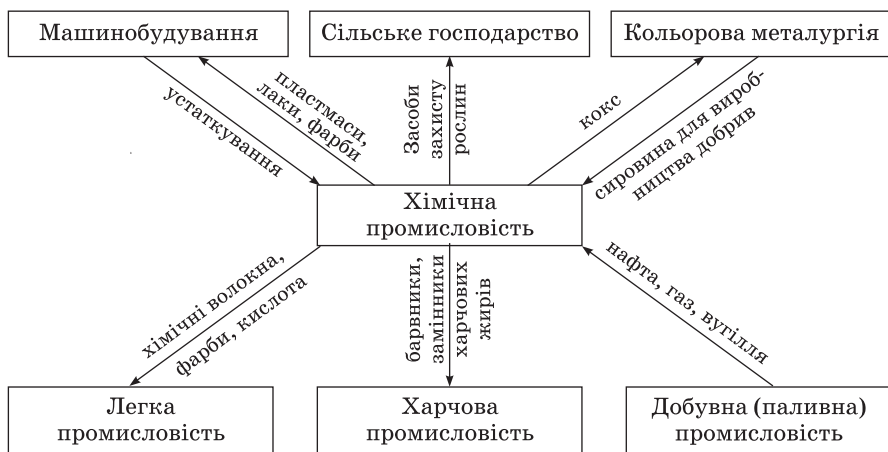 Машинобудування
Сільське господарство
Кольорова металургія
устаткування
пластмаси,
лаки, фарби
Засоби
захисту
рослин
кокс
сировина для вироб-
ництва добрив
Хімічна
промисловість
хімічні волокна,
фарби, кислота
барвники,
замінники
харчових
жирів
нафта, газ, вугілля
Легка
промисловість
Харчова
промисловість
Добувна (паливна)
промисловість